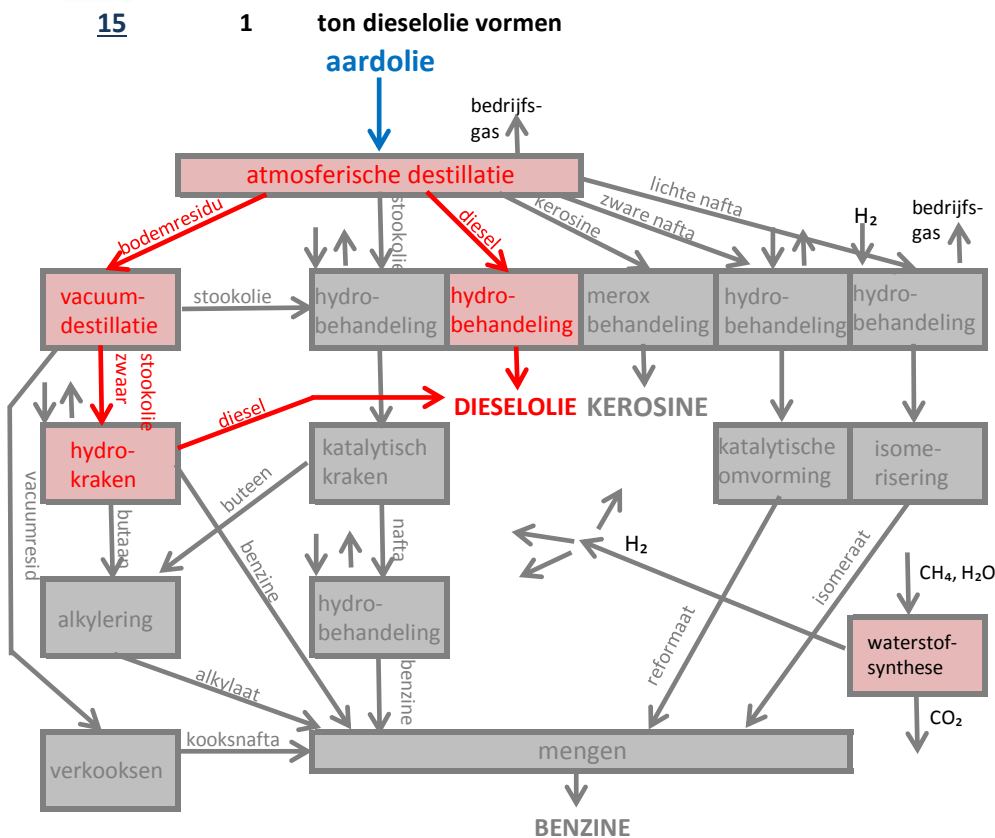 15 1 ton dieselolie vormen
aardolie
bedrijfs-
gas
atmosferische destillatie
bodemresidu
stookolie
diesel
kerosine
zware nafta
lichte nafta
H₂
bedrijfs-
gas
vacuum-
destillatie
stookolie
hydro-
behandeling
hydro-
behandeling
merox
behandeling
hydro-
behandeling
hydro-
behandeling
zwaar
stookolie
diesel
DIESELOLIE KEROSINE
hydro-
kraken
katalytisch
kraken
katalytische
omvorming
isome-
risering
vacuumresid
butaan
buteen
benzine
nafta
H₂
CH₄, H₂O
alkylering
hydro-
behandeling
reformaat
isomeraat
waterstof-
synthese
alkylaat
benzine
CO₂
verkooksen
kooksnafta
mengen
BENZINE